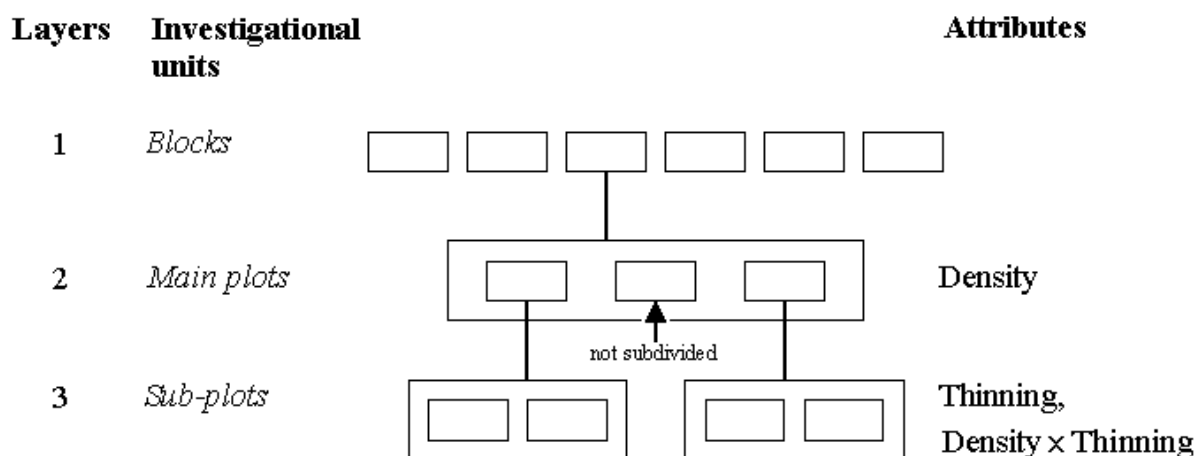 Layers Investigational units Attributes
1 Blocks
2 Main plots Density
not subdivided
3 Sub-plots Thinning,
Density × Thinning